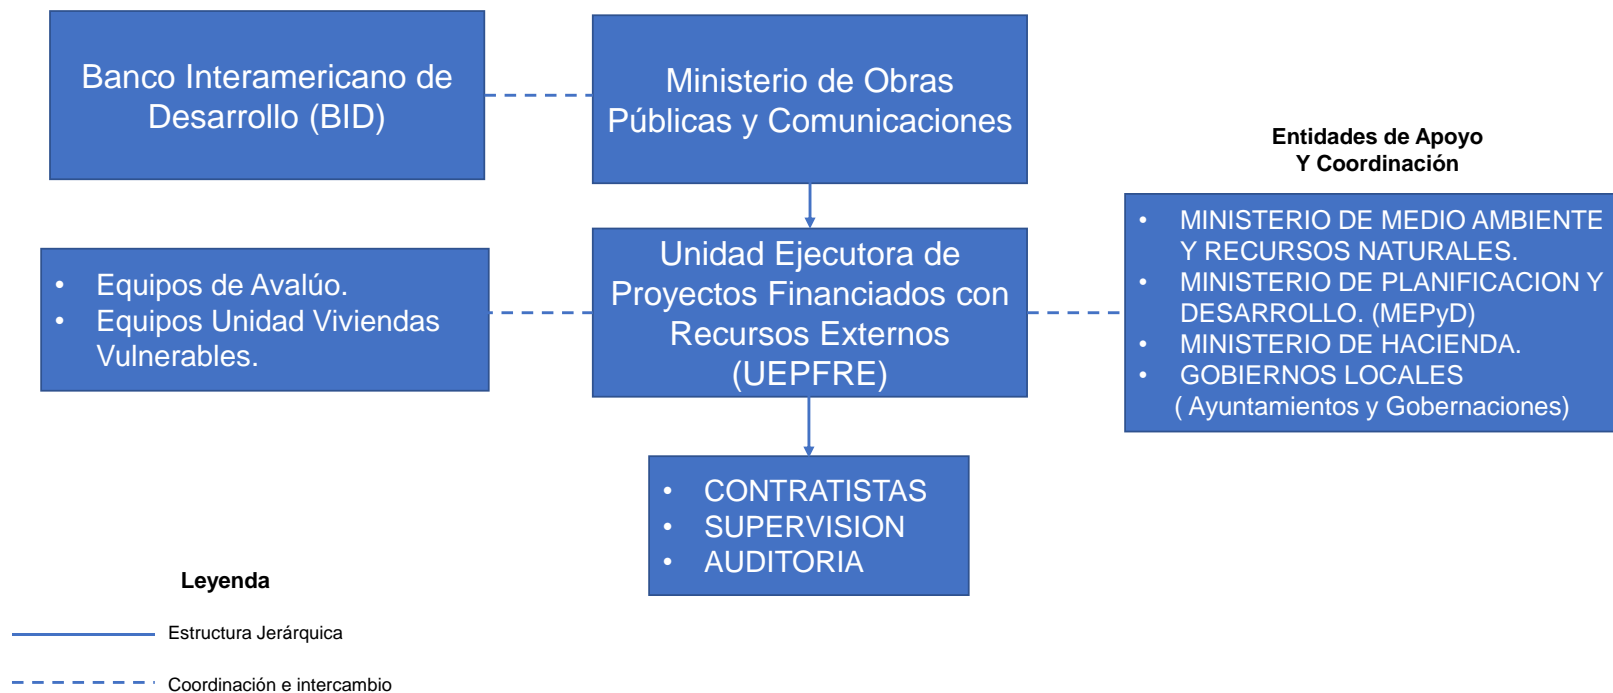 Banco Interamericano de
Desarrollo (BID)
Ministerio de Obras
Públicas y Comunicaciones
Entidades de Apoyo
Y Coordinación
• Equipos de Avalúo.
• Equipos Unidad Viviendas
Vulnerables.
Unidad Ejecutora de
Proyectos Financiados con
Recursos Externos
(UEPFRE)
• MINISTERIO DE MEDIO AMBIENTE
Y RECURSOS NATURALES.
• MINISTERIO DE PLANIFICACION Y
DESARROLLO. (MEPyD)
• MINISTERIO DE HACIENDA.
• GOBIERNOS LOCALES
( Ayuntamientos y Gobernaciones)
• CONTRATISTAS
• SUPERVISION
• AUDITORIA
Leyenda
Estructura Jerárquica
Coordinación e intercambio